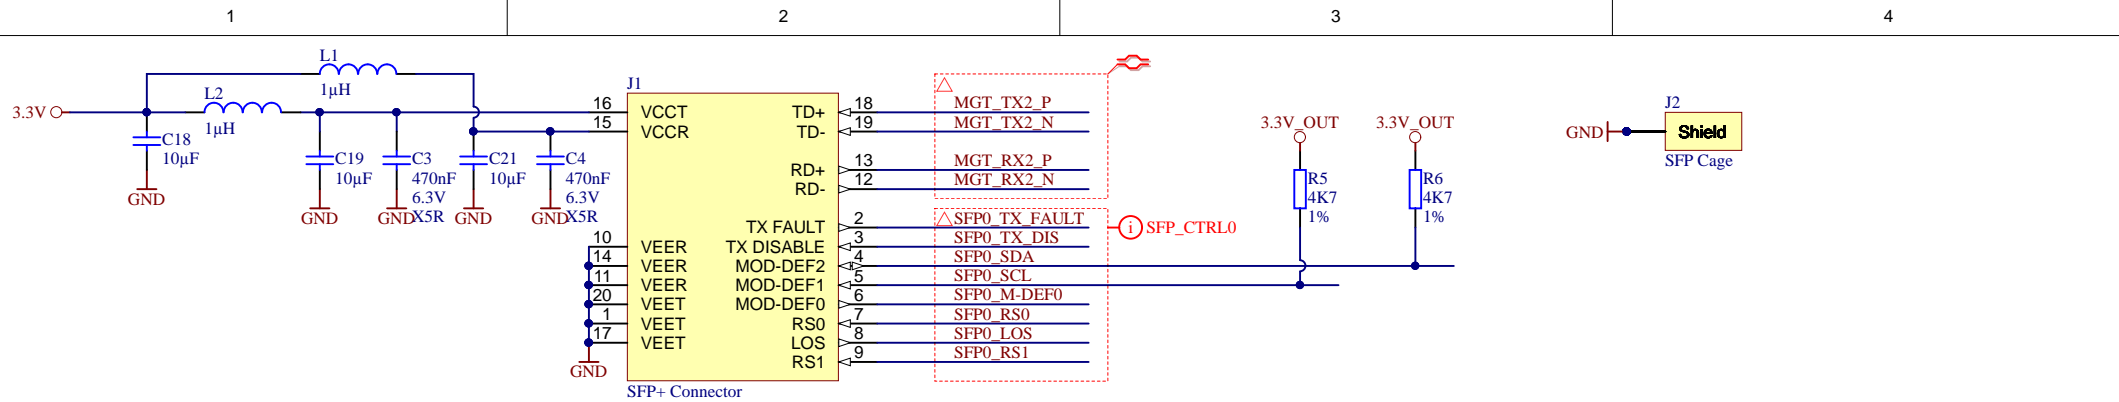 1 2 3 4
L1
1µH
L2
1µH
3.3V
C18
10µF
GND
C19
10µF
GND
C3
470nF
6.3V
X5R
GND
C21
10µF
GND
C4
470nF
6.3V
X5R
GND
J1
16 VCCT
15 VCCR
10 VEER
14 VEER
11 VEER
20 VEET
1 VEET
17 VEET
GND
TD+ 18 MGT_TX2_P
TD- 19 MGT_TX2_N
RD+ 13 MGT_RX2_P
RD- 12 MGT_RX2_N
TX FAULT 2 SFP0_TX_FAULT
TX DISABLE 3 SFP0_TX_DIS
MOD-DEF2 4 SFP0_SDA
MOD-DEF1 5 SFP0_SCL
MOD-DEF0 6 SFP0_M-DEF0
RS0 7 SFP0_RS0
LOS 8 SFP0_LOS
RS1 9 SFP0_RS1
SFP+ Connector
i SFP_CTRL0
3.3V_OUT
R5
4K7
1%
3.3V_OUT
R6
4K7
1%
J2
GND
Shield
SFP Cage